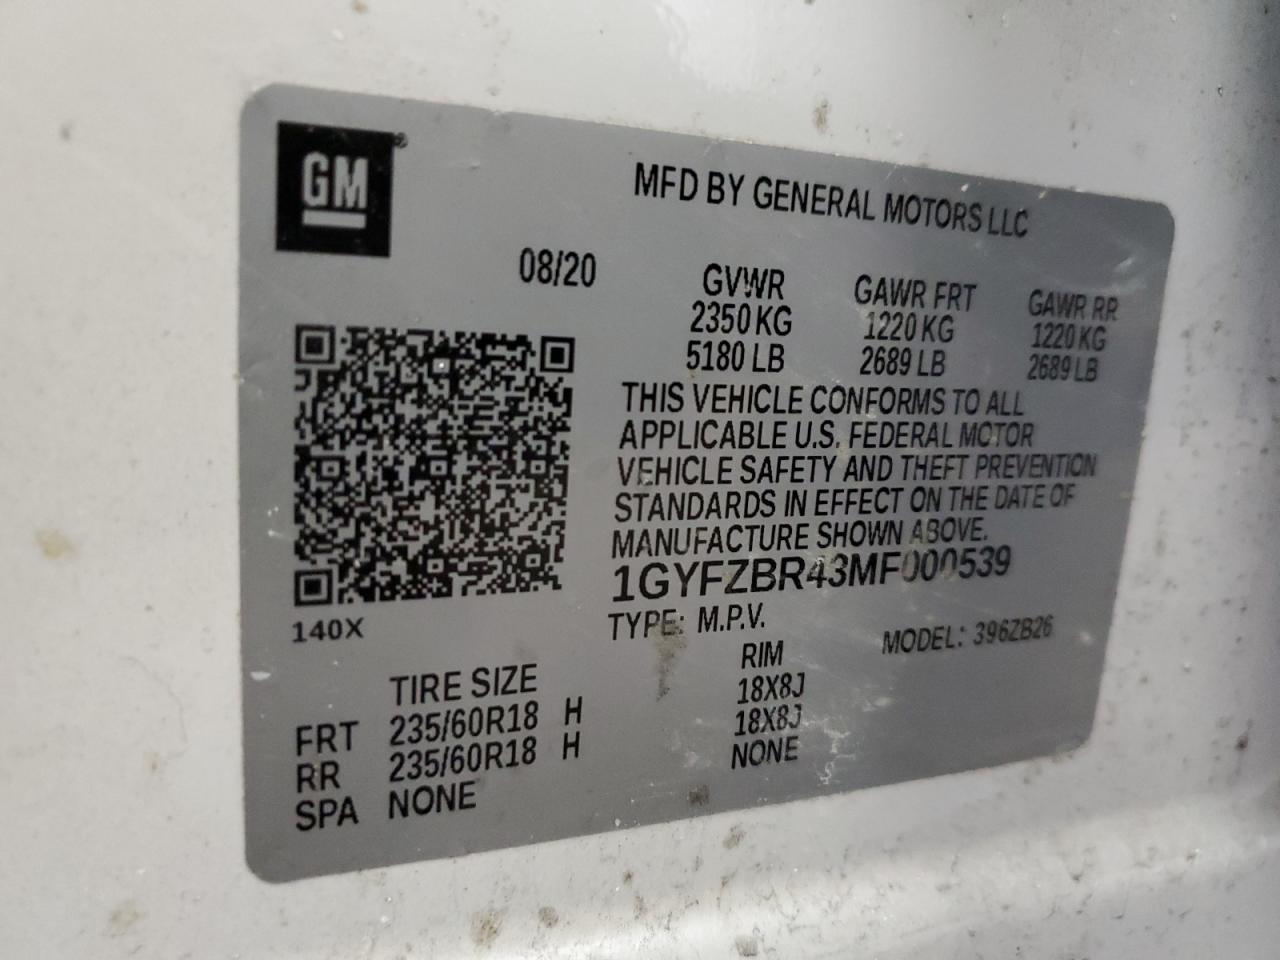 GM®
MFD BY GENERAL MOTORS LLC
08/20
GVWR GAWR FRT GAWR RR
2350 KG 1220 KG 1220 KG
5180 LB 2689 LB 2689 LB
THIS VEHICLE CONFORMS TO ALL
APPLICABLE U.S. FEDERAL MOTOR
VEHICLE SAFETY AND THEFT PREVENTION
STANDARDS IN EFFECT ON THE DATE OF
MANUFACTURE SHOWN ABOVE.
1GYFZBR43MF000539
140X
TYPE: M.P.V. MODEL: 396ZB26
TIRE SIZE RIM
FRT 235/60R18 H 18X8J
RR 235/60R18 H 18X8J
SPA NONE NONE